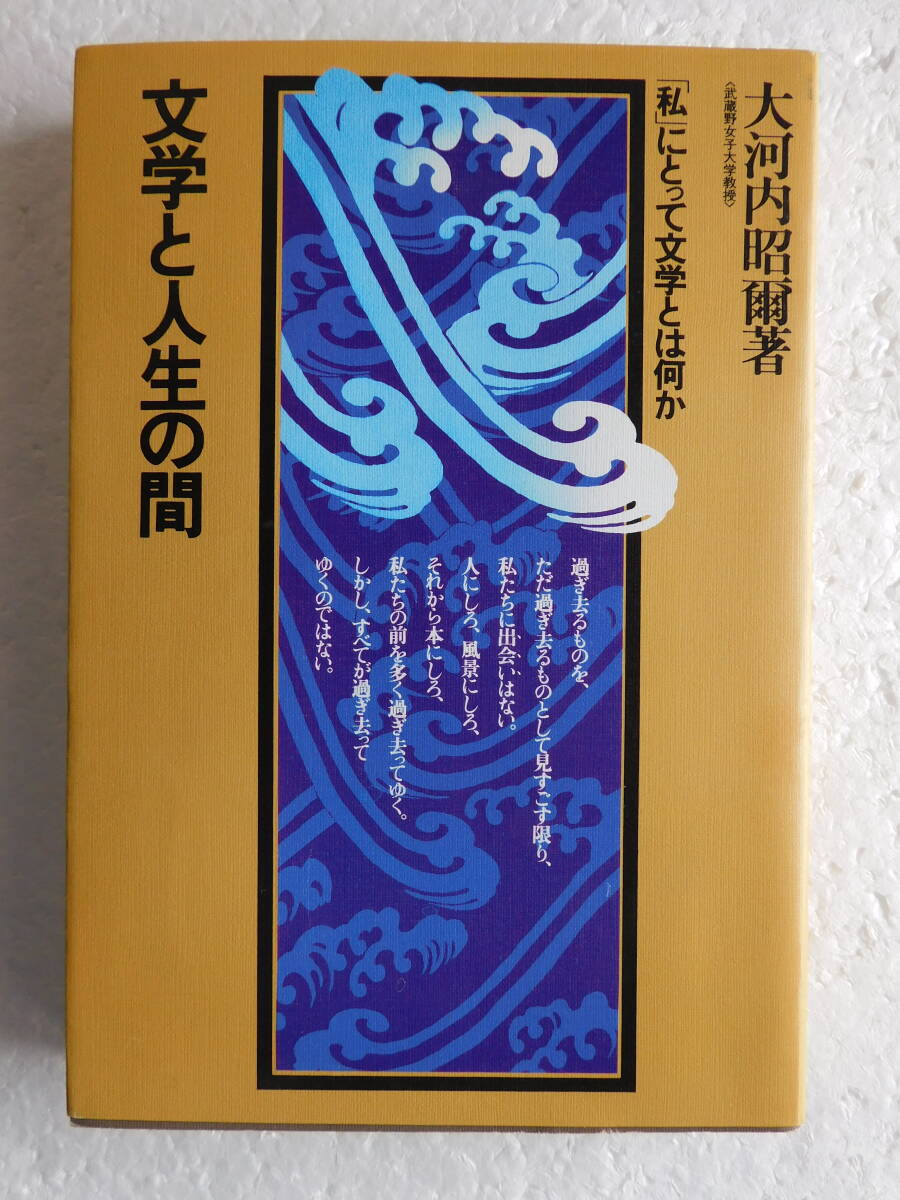 大河内昭爾著
〈武蔵野女子大学教授〉
「私」にとって文学とは何か
過ぎ去るものを、
ただ過ぎ去るものとして見すごす限り、
私たちに出会いはない。
人にしろ、風景にしろ、
それから本にしろ、
私たちの前を多く過ぎ去ってゆく。
しかし、すべてが過ぎ去って
ゆくのではない。
文学と人生の間